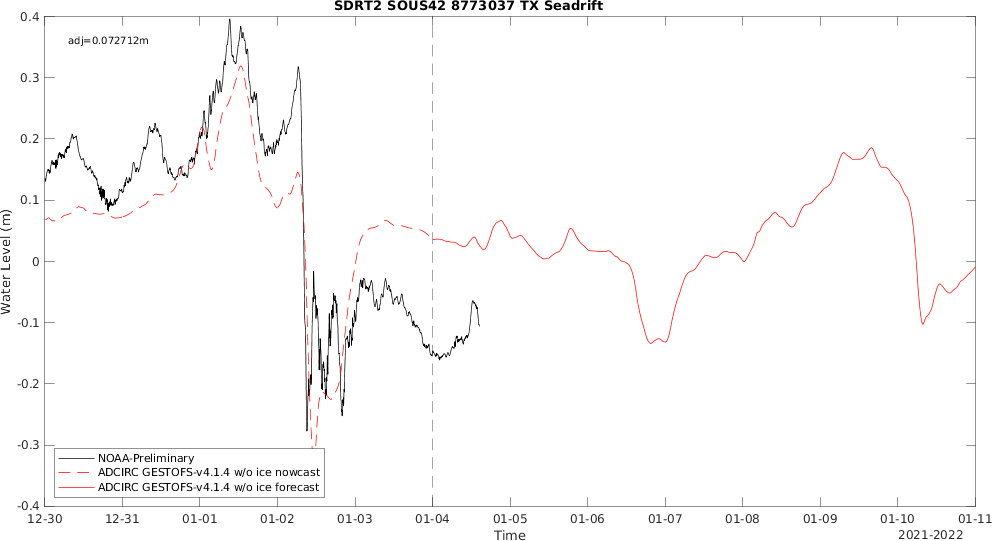 SDRT2 SOUS42 8773037 TX Seadrift
adj=0.072712m
0.4
0.3
0.2
0.1
0
-0.1
-0.2
-0.3
-0.4
Water Level (m)
NOAA-Preliminary
ADCIRC GESTOFS-v4.1.4 w/o ice nowcast
ADCIRC GESTOFS-v4.1.4 w/o ice forecast
12-30 12-31 01-01 01-02 01-03 01-04 01-05 01-06 01-07 01-08 01-09 01-10 01-11
Time
2021-2022